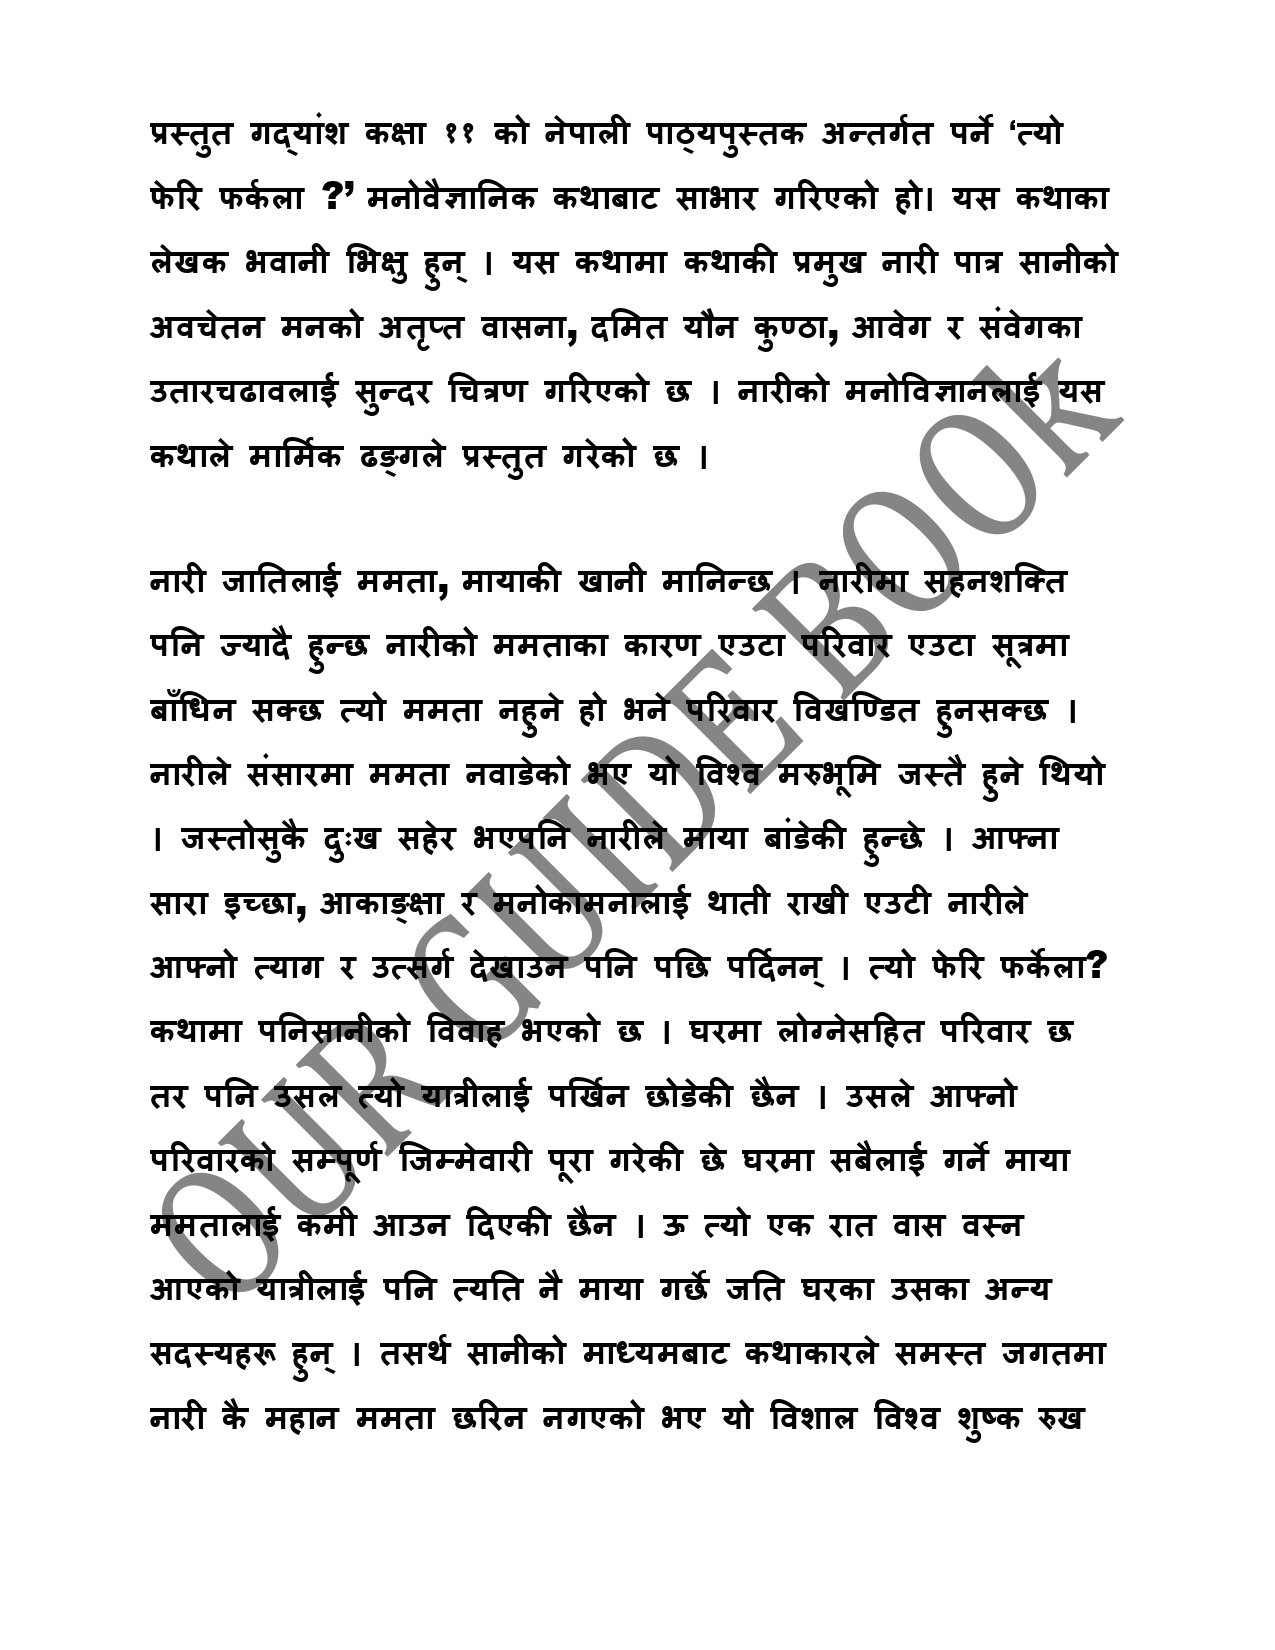 प्रस्तुत गद्यांश कक्षा ११ को नेपाली पाठ्यपुस्तक अन्तर्गत पर्ने ‘त्यो
फेरि फर्कला ?’ मनोवैज्ञानिक कथाबाट साभार गरिएको हो। यस कथाका
लेखक भवानी भिक्षु हुन् । यस कथामा कथाकी प्रमुख नारी पात्र सानीको
अवचेतन मनको अतृप्त वासना, दमित यौन कुण्ठा, आवेग र संवेगका
उतारचढावलाई सुन्दर चित्रण गरिएको छ । नारीको मनोविज्ञानलाई यस
कथाले मार्मिक ढङ्गले प्रस्तुत गरेको छ ।
नारी जातिलाई ममता, मायाकी खानी मानिन्छ । नारीमा सहनशक्ति
पनि ज्यादै हुन्छ नारीको ममताका कारण एउटा परिवार एउटा सूत्रमा
बाँधिन सक्छ त्यो ममता नहुने हो भने परिवार विखण्डित हुनसक्छ ।
नारीले संसारमा ममता नवाडेको भए यो विश्व मरुभूमि जस्तै हुने थियो
। जस्तोसुकै दुःख सहेर भएपनि नारीले माया बांडेकी हुन्छे । आफ्ना
सारा इच्छा, आकाङ्क्षा र मनोकामनालाई थाती राखी एउटी नारीले
आफ्नो त्याग र उत्सर्ग देखाउन पनि पछि पर्दिनन् । त्यो फेरि फर्केला?
कथामा पनिसानीको विवाह भएको छ । घरमा लोग्नेसहित परिवार छ
तर पनि उसल त्यो यात्रीलाई पर्खिन छोडेकी छैन । उसले आफ्नो
परिवारको सम्पूर्ण जिम्मेवारी पूरा गरेकी छे घरमा सबैलाई गर्ने माया
ममतालाई कमी आउन दिएकी छैन । ऊ त्यो एक रात वास वस्न
आएको यात्रीलाई पनि त्यति नै माया गर्छे जति घरका उसका अन्य
सदस्यहरू हुन् । तसर्थ सानीको माध्यमबाट कथाकारले समस्त जगतमा
नारी कै महान ममता छरिन नगएको भए यो विशाल विश्व शुष्क रुख
OUR GUIDE BOOk